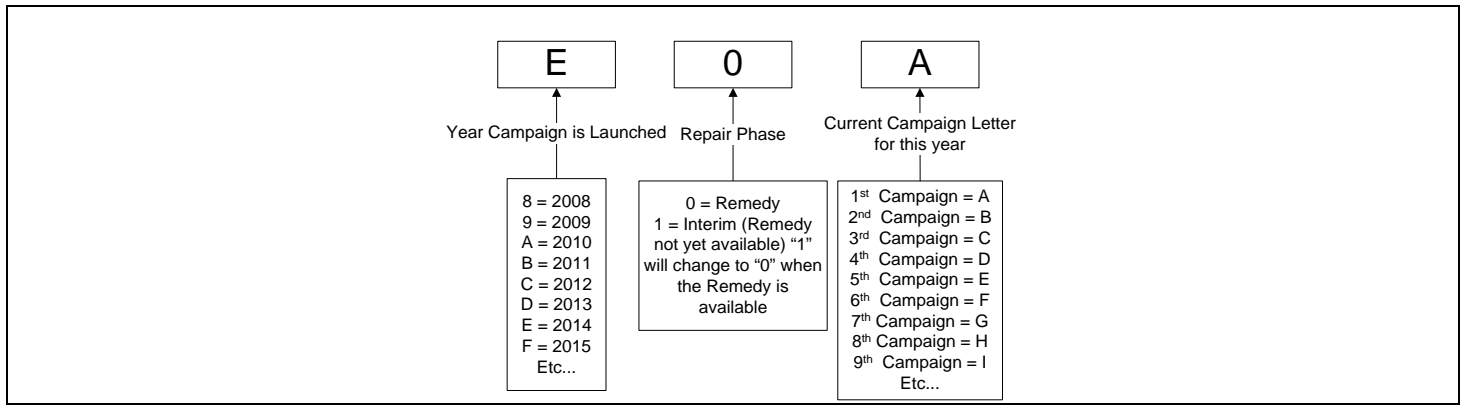 E
0
A
Year Campaign is Launched
Repair Phase
Current Campaign Letter
for this year
8 = 2008
9 = 2009
A = 2010
B = 2011
C = 2012
D = 2013
E = 2014
F = 2015
Etc...
0 = Remedy
1 = Interim (Remedy
not yet available) “1”
will change to “0” when
the Remedy is
available
1st Campaign = A
2nd Campaign = B
3rd Campaign = C
4th Campaign = D
5th Campaign = E
6th Campaign = F
7th Campaign = G
8th Campaign = H
9th Campaign = I
Etc...